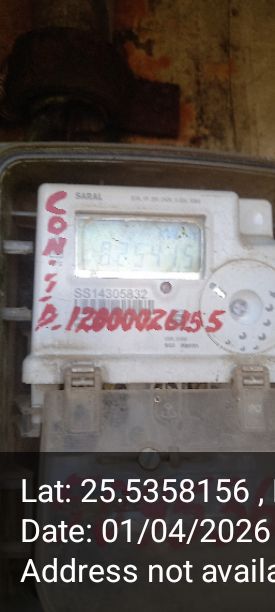 SARAL
CON-I-D-12000026155
SS14305832
Lat: 25.5358156 ,
Date: 01/04/2026
Address not availa